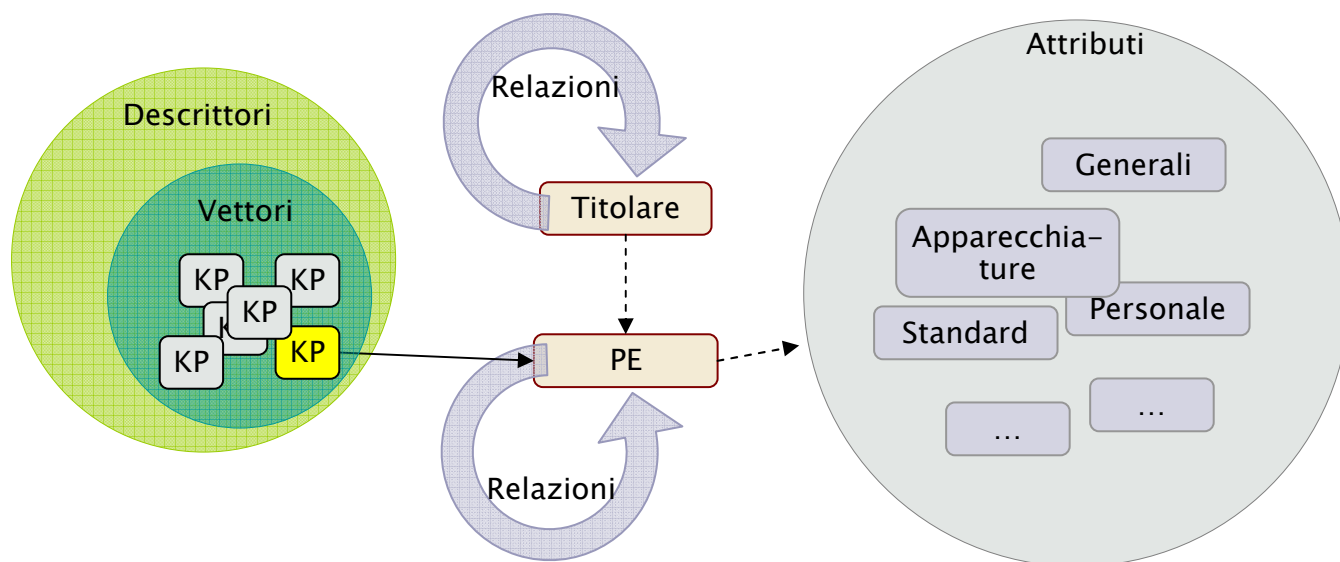 Descrittori
Vettori
KP
KP
KP
KP
KP
Relazioni
Titolare
PE
Relazioni
Attributi
Generali
Apparecchia-
ture
Personale
Standard
...
...